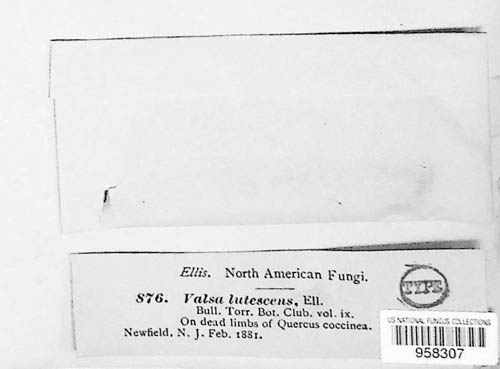 Ellis. North American Fungi.
876. Valsa lutescens, Ell.
Bull. Torr. Bot. Club. vol. ix.
On dead limbs of Quercus coccinea.
Newfield, N. J. Feb. 1881.
TYPE
US NATIONAL FUNGUS COLLECTIONS
958307